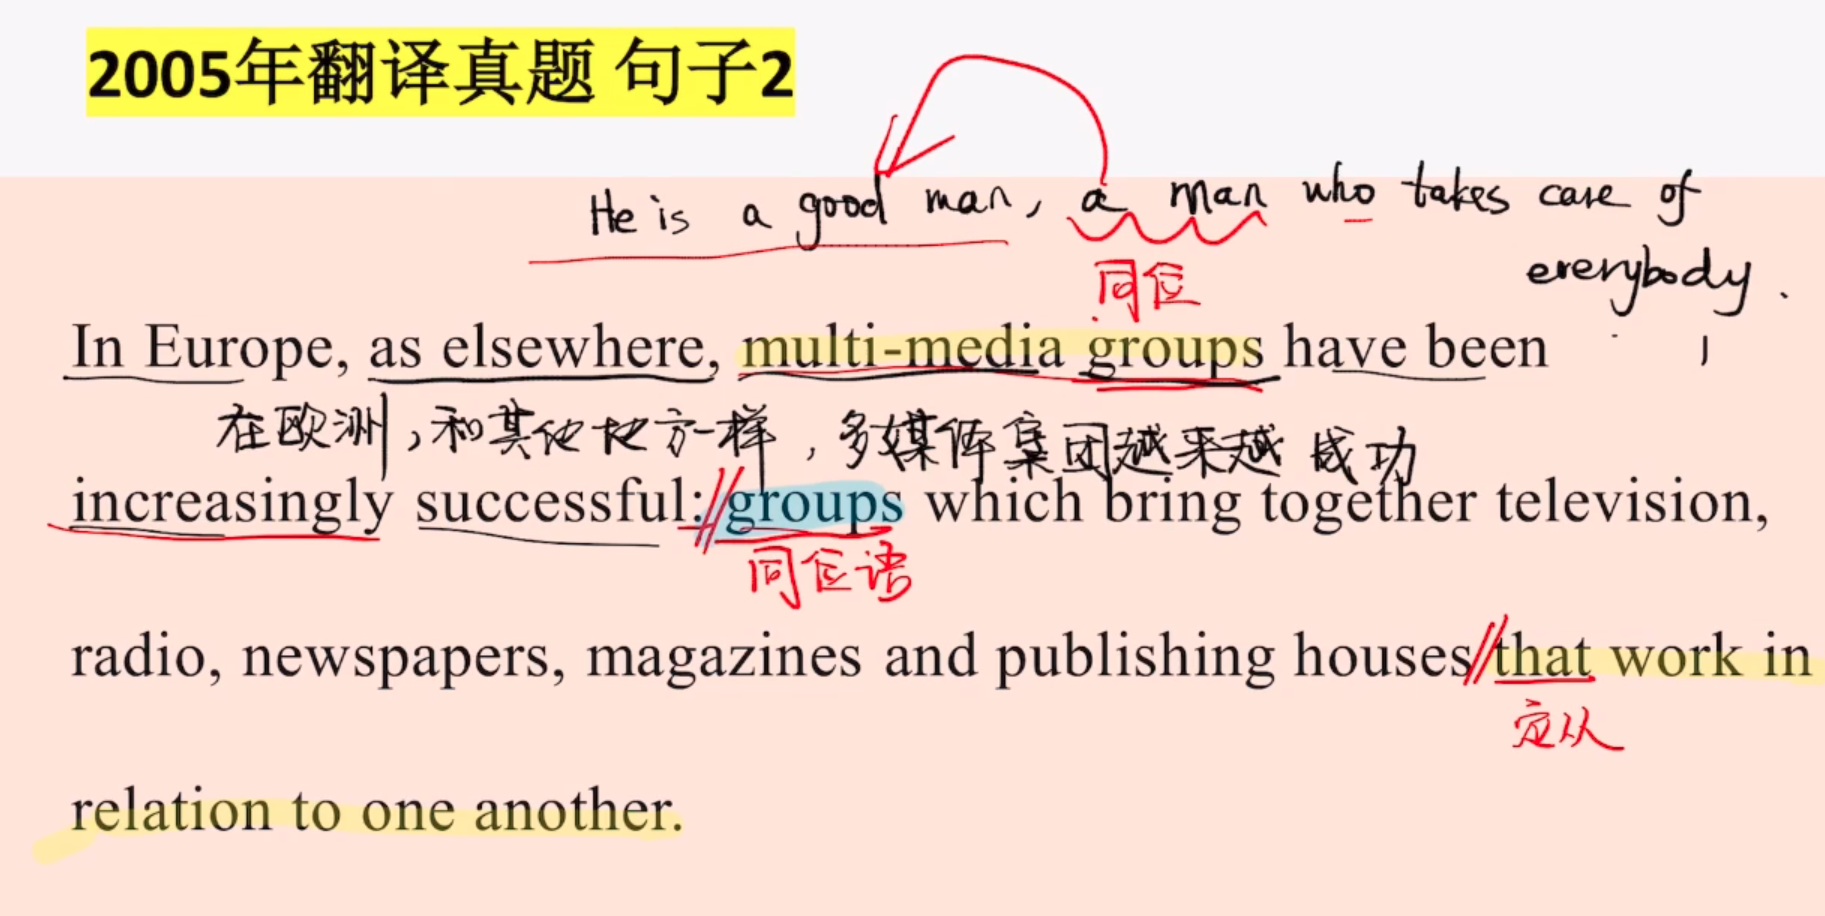 2005年翻译真题 句子2
He is a good man, a man who takes care of
everybody.
同位
In Europe, as elsewhere, multi-media groups have been
在欧洲,和其他地方一样,多媒体集团越来越成功
increasingly successful:// groups which bring together television,
同位语
radio, newspapers, magazines and publishing houses//that work in
定从
relation to one another.